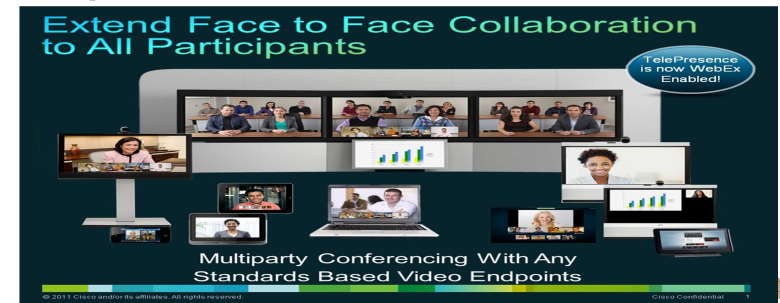 Extend Face to Face Collaboration
to All Participants
TelePresence
is now WebEx
Enabled!
Multiparty Conferencing With Any
Standards Based Video Endpoints
© 2011 Cisco and/or its affiliates. All rights reserved.
Cisco Confidential
1